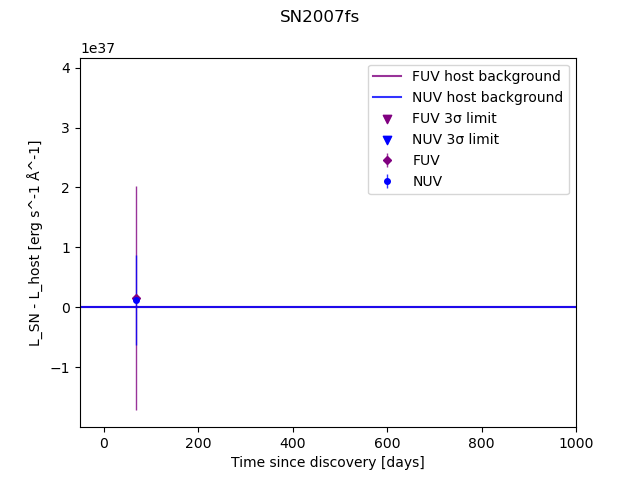 SN2007fs
1e37
4
3
2
1
0
−1
L_SN - L_host [erg s^-1 Å^-1]
FUV host background
NUV host background
FUV 3σ limit
NUV 3σ limit
FUV
NUV
0 200 400 600 800 1000
Time since discovery [days]